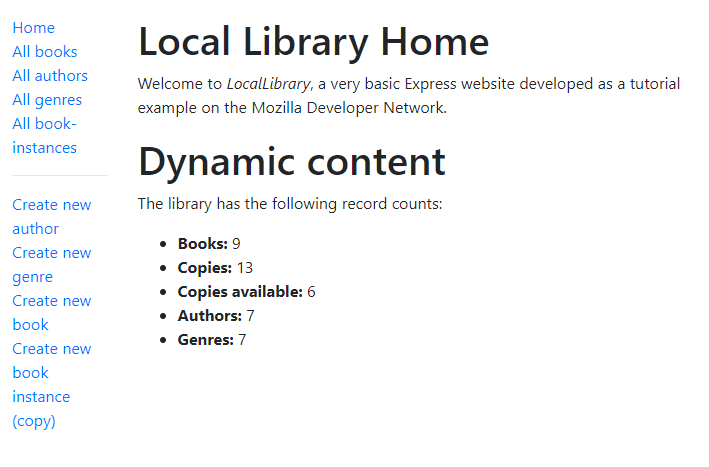 Home
All books
All authors
All genres
All book-
instances
Create new
author
Create new
genre
Create new
book
Create new
book
instance
(copy)
Local Library Home
Welcome to LocalLibrary, a very basic Express website developed as a tutorial
example on the Mozilla Developer Network.
Dynamic content
The library has the following record counts:
• Books: 9
• Copies: 13
• Copies available: 6
• Authors: 7
• Genres: 7